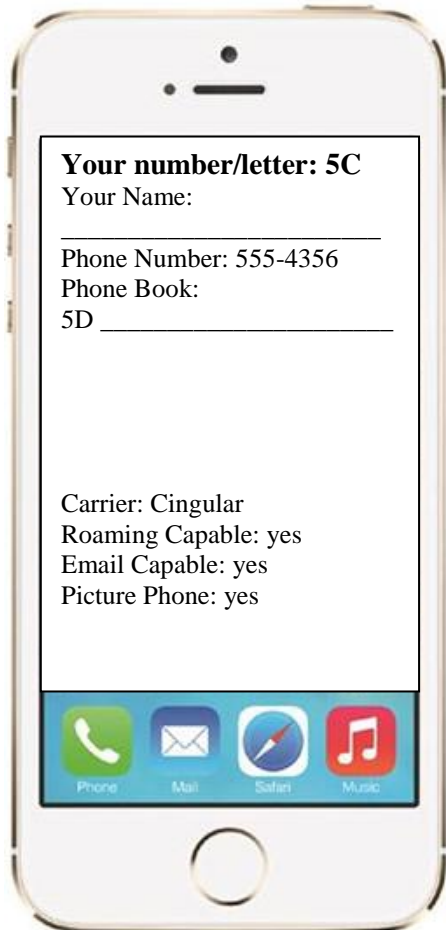 Your number/letter: 5C
Your Name:
________________________
Phone Number: 555-4356
Phone Book:
5D ______________________
Carrier: Cingular
Roaming Capable: yes
Email Capable: yes
Picture Phone: yes
Phone Mail Safari Music